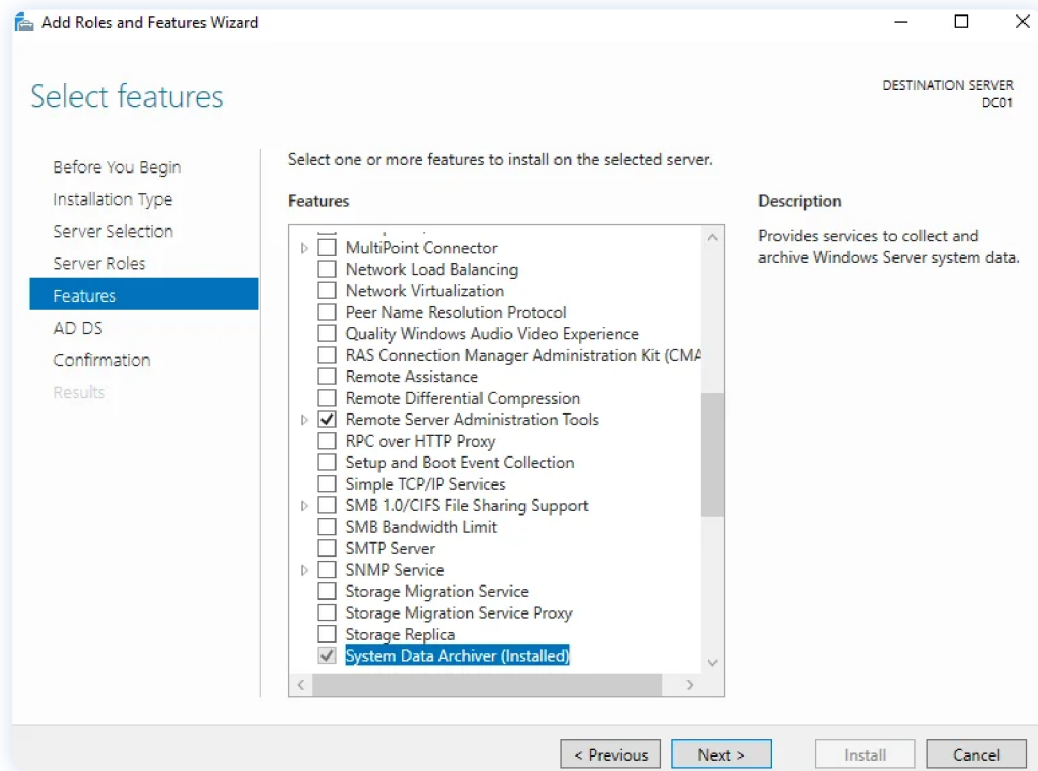 Add Roles and Features Wizard
Select features
DESTINATION SERVER
DC01
Before You Begin
Installation Type
Server Selection
Server Roles
Features
AD DS
Confirmation
Results
Select one or more features to install on the selected server.
Features
MultiPoint Connector
Network Load Balancing
Network Virtualization
Peer Name Resolution Protocol
Quality Windows Audio Video Experience
RAS Connection Manager Administration Kit (CMA
Remote Assistance
Remote Differential Compression
Remote Server Administration Tools
RPC over HTTP Proxy
Setup and Boot Event Collection
Simple TCP/IP Services
SMB 1.0/CIFS File Sharing Support
SMB Bandwidth Limit
SMTP Server
SNMP Service
Storage Migration Service
Storage Migration Service Proxy
Storage Replica
System Data Archiver (Installed)
Description
Provides services to collect and
archive Windows Server system data.
< Previous
Next >
Install
Cancel